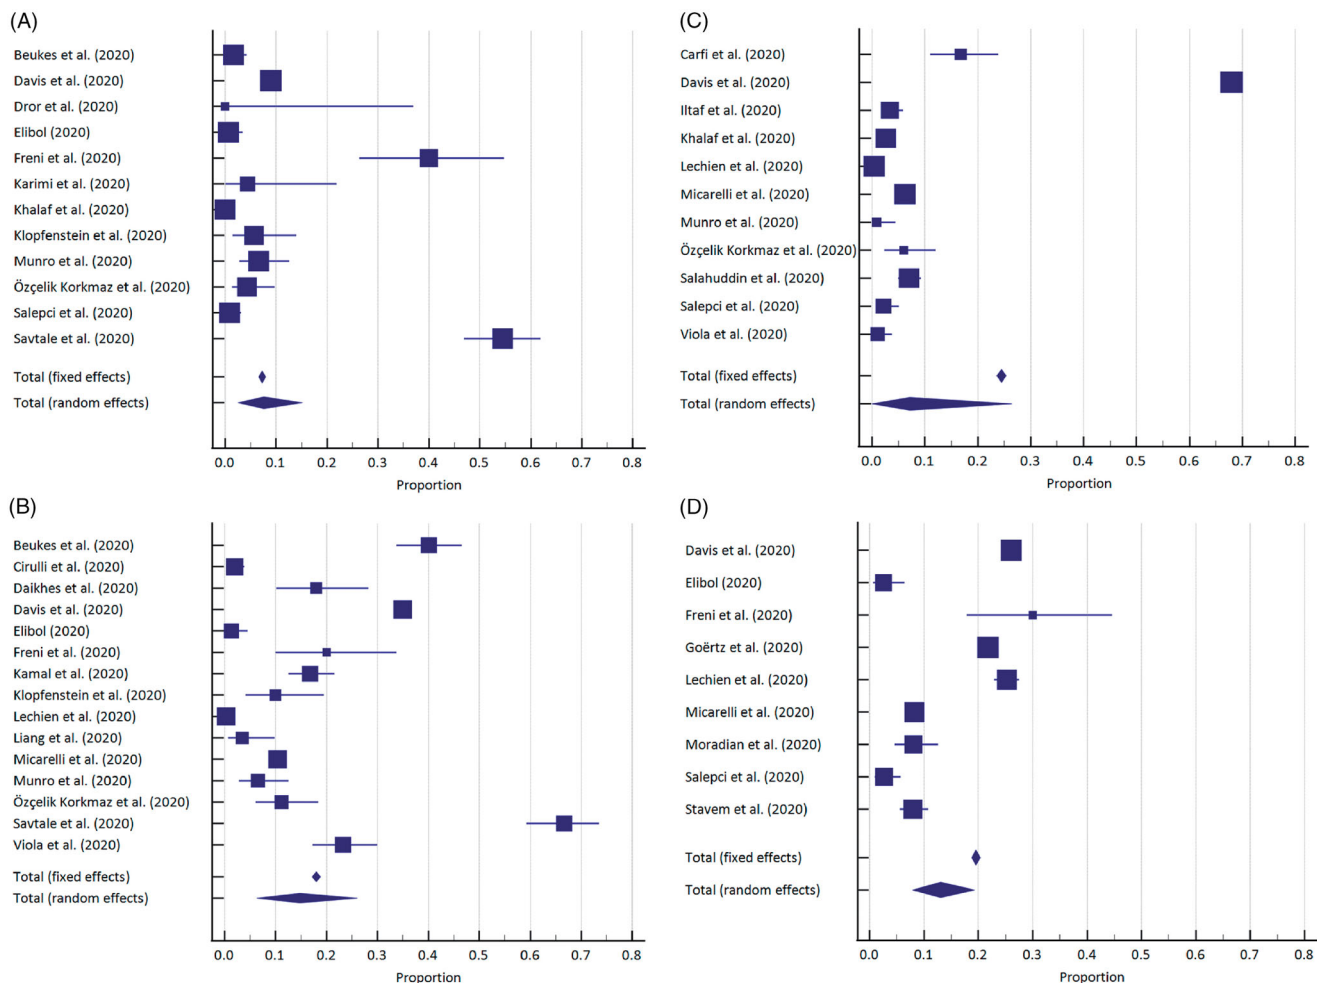 (A)
Beukes et al. (2020)
Davis et al. (2020)
Dror et al. (2020)
Elibol (2020)
Freni et al. (2020)
Karimi et al. (2020)
Khalaf et al. (2020)
Klopfenstein et al. (2020)
Munro et al. (2020)
Özçelik Korkmaz et al. (2020)
Salepci et al. (2020)
Savtale et al. (2020)
Total (fixed effects)
Total (random effects)
0.0 0.1 0.2 0.3 0.4 0.5 0.6 0.7 0.8
Proportion
(B)
Beukes et al. (2020)
Cirulli et al. (2020)
Daikhes et al. (2020)
Davis et al. (2020)
Elibol (2020)
Freni et al. (2020)
Kamal et al. (2020)
Klopfenstein et al. (2020)
Lechien et al. (2020)
Liang et al. (2020)
Micarelli et al. (2020)
Munro et al. (2020)
Özçelik Korkmaz et al. (2020)
Savtale et al. (2020)
Viola et al. (2020)
Total (fixed effects)
Total (random effects)
0.0 0.1 0.2 0.3 0.4 0.5 0.6 0.7 0.8
Proportion
(C)
Carfi et al. (2020)
Davis et al. (2020)
Iltaf et al. (2020)
Khalaf et al. (2020)
Lechien et al. (2020)
Micarelli et al. (2020)
Munro et al. (2020)
Özçelik Korkmaz et al. (2020)
Salahuddin et al. (2020)
Salepci et al. (2020)
Viola et al. (2020)
Total (fixed effects)
Total (random effects)
0.0 0.1 0.2 0.3 0.4 0.5 0.6 0.7 0.8
Proportion
(D)
Davis et al. (2020)
Elibol (2020)
Freni et al. (2020)
Goërtz et al. (2020)
Lechien et al. (2020)
Micarelli et al. (2020)
Moradian et al. (2020)
Salepci et al. (2020)
Stavem et al. (2020)
Total (fixed effects)
Total (random effects)
0.0 0.1 0.2 0.3 0.4 0.5 0.6 0.7 0.8
Proportion